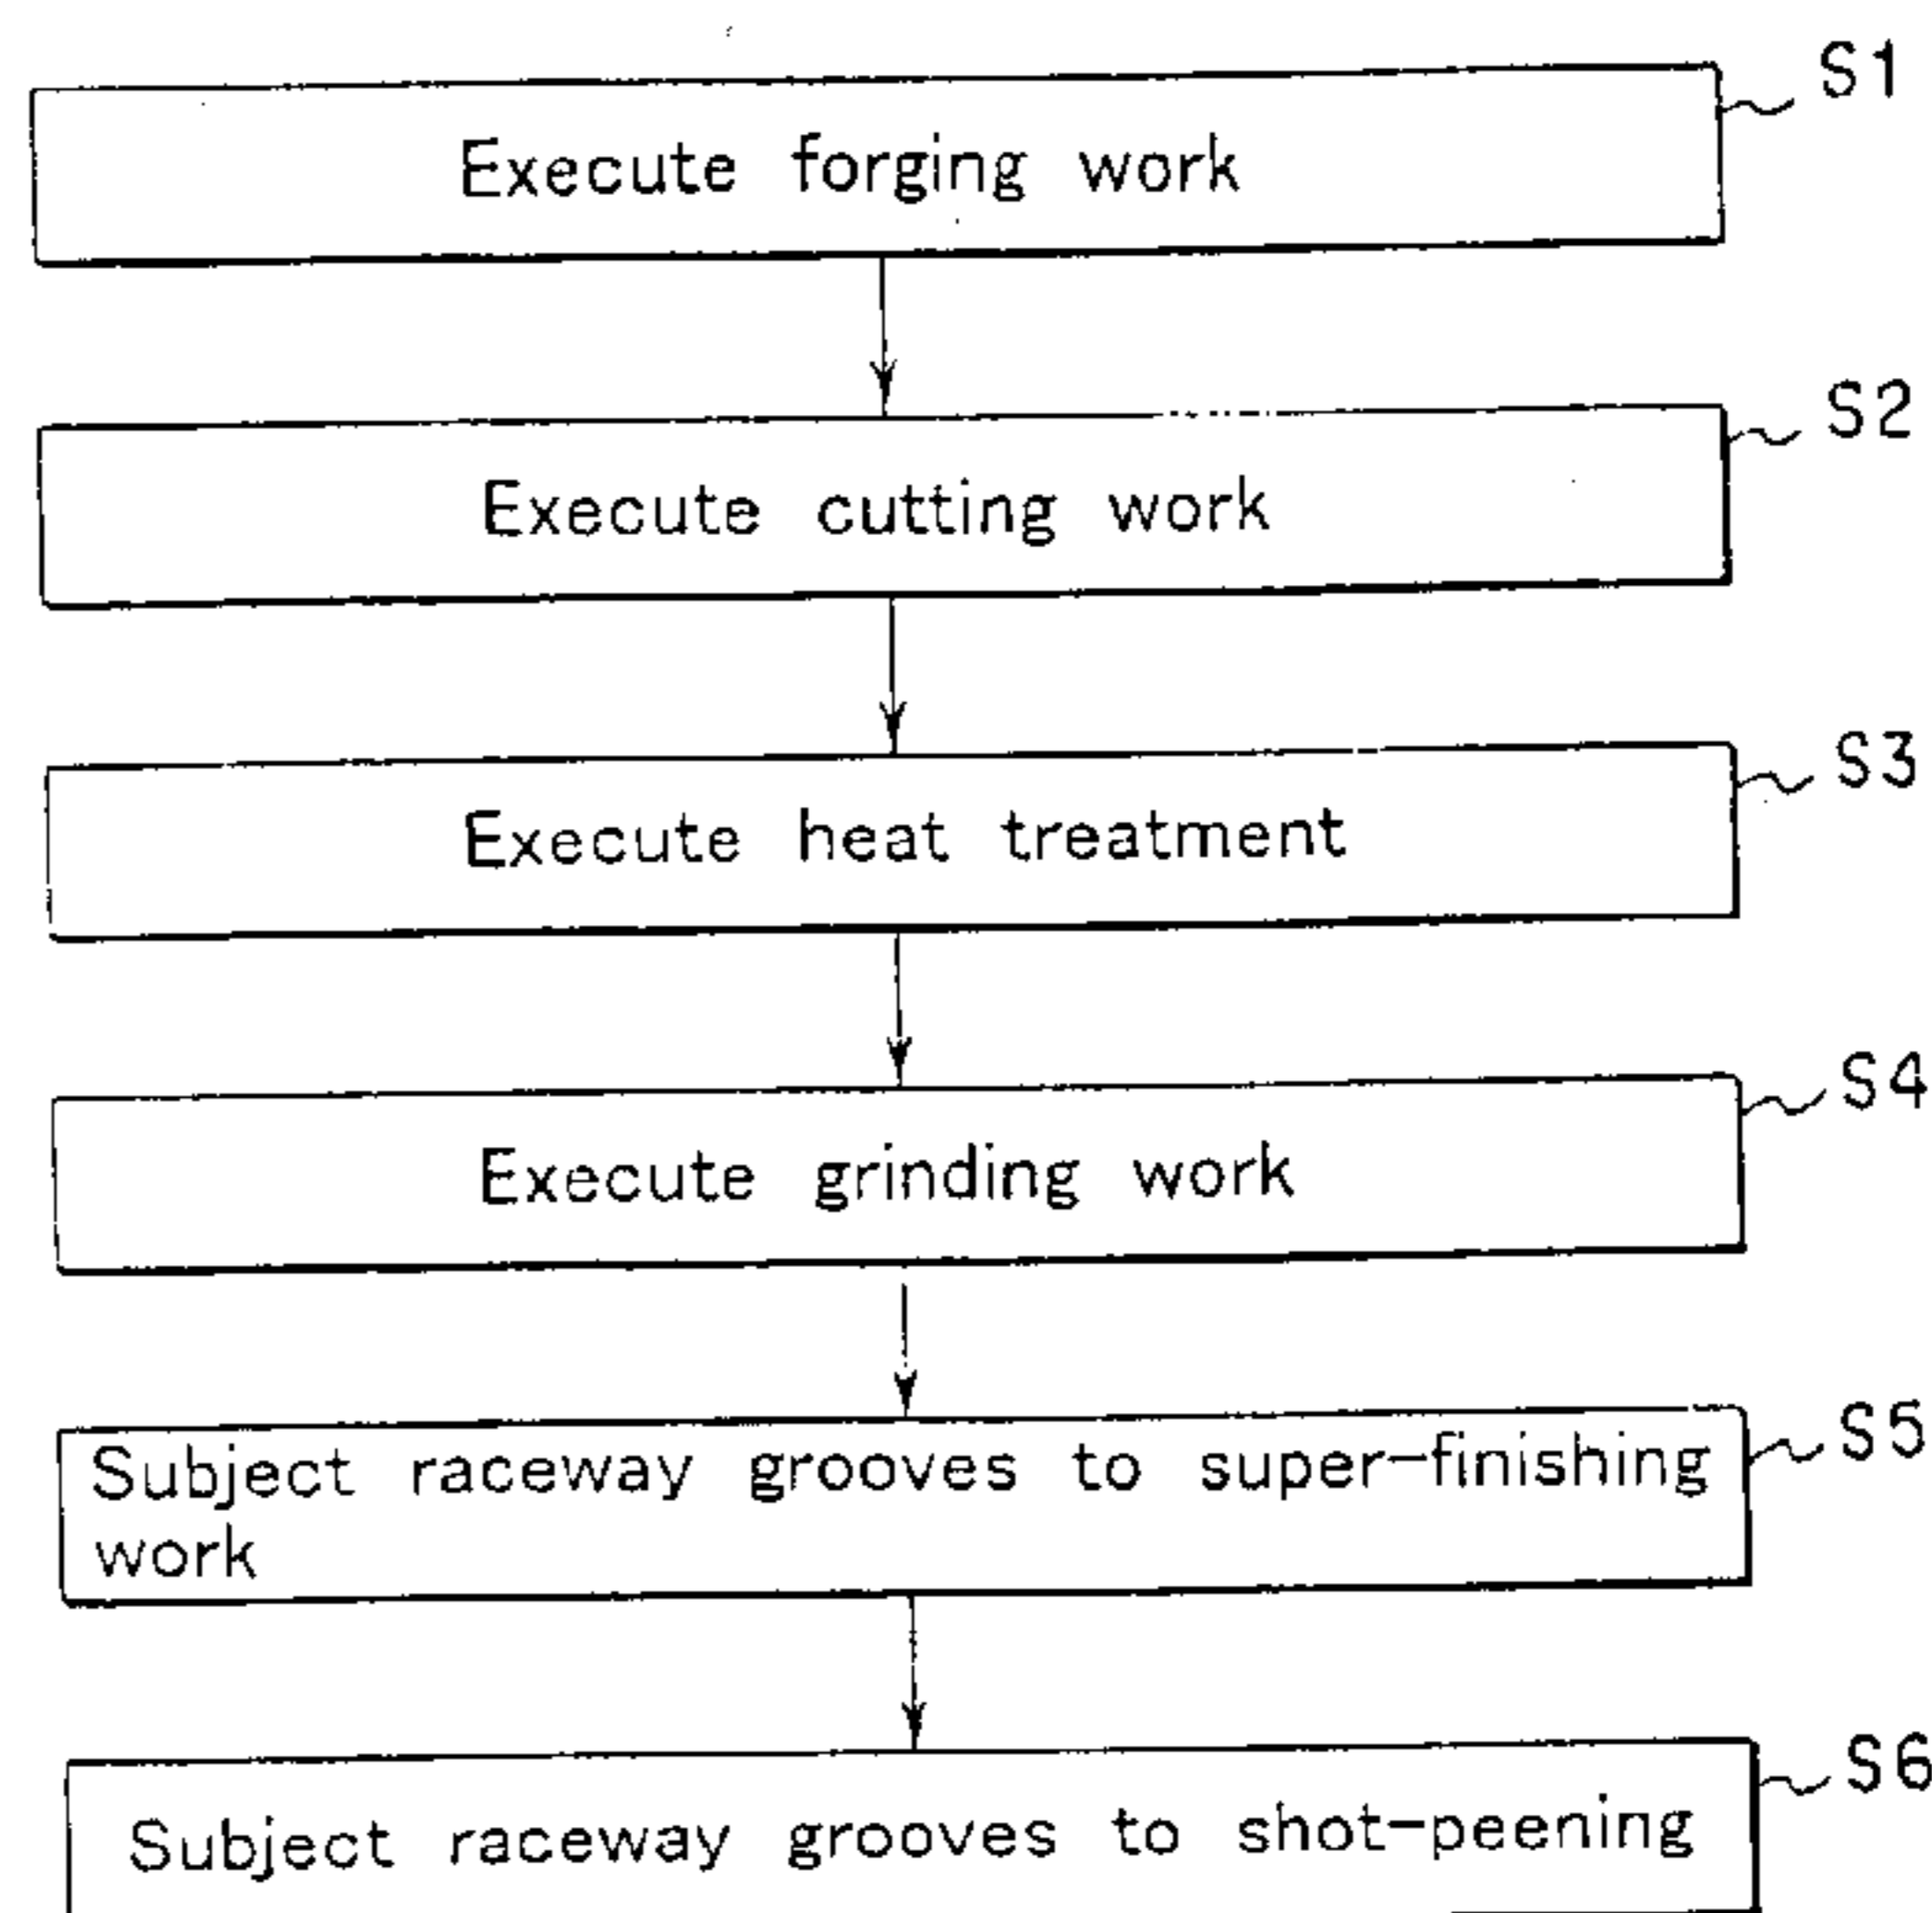 S1
Execute forging work
S2
Execute cutting work
S3
Execute heat treatment
S4
Execute grinding work
S5
Subject raceway grooves to super-finishing
work
S6
Subject raceway grooves to shot-peening